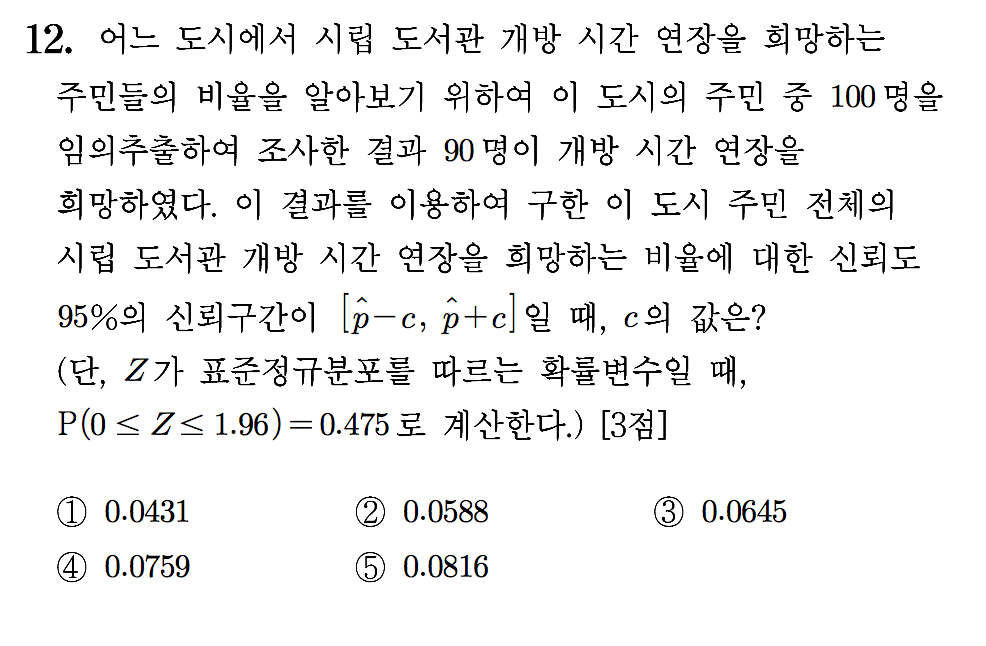 12. 어느 도시에서 시립 도서관 개방 시간 연장을 희망하는
주민들의 비율을 알아보기 위하여 이 도시의 주민 중 100명을
임의추출하여 조사한 결과 90명이 개방 시간 연장을
희망하였다. 이 결과를 이용하여 구한 이 도시 주민 전체의
시립 도서관 개방 시간 연장을 희망하는 비율에 대한 신뢰도
95%의 신뢰구간이 [p̂−c, p̂+c]일 때, c의 값은?
(단, Z가 표준정규분포를 따르는 확률변수일 때,
P(0 ≤ Z ≤ 1.96) = 0.475로 계산한다.) [3점]
① 0.0431 ② 0.0588 ③ 0.0645
④ 0.0759 ⑤ 0.0816